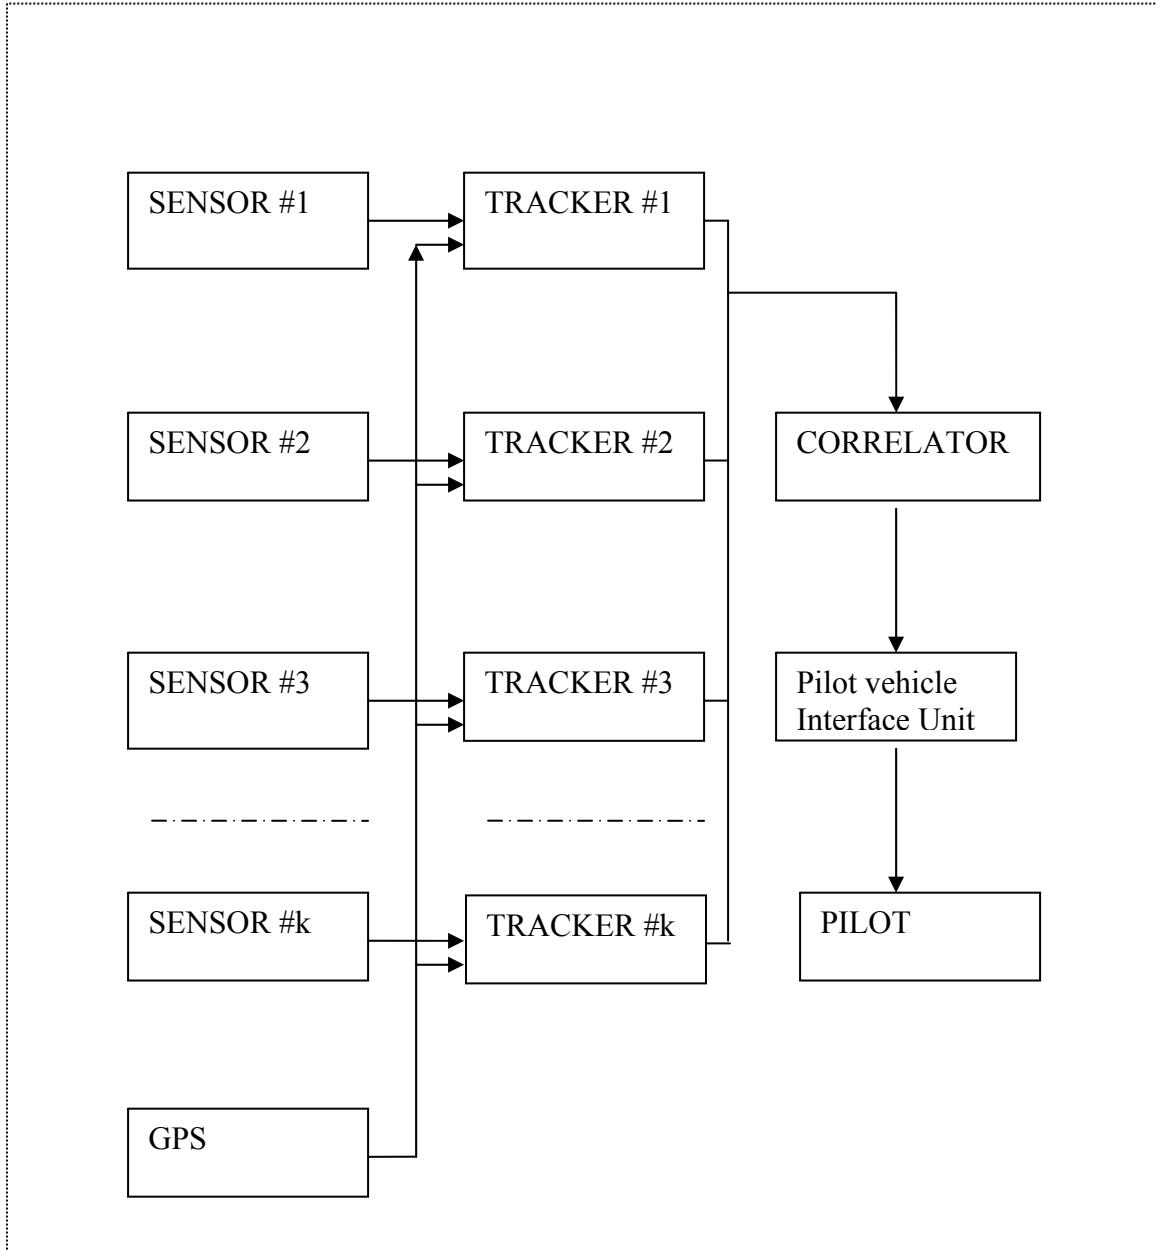 SENSOR #1
TRACKER #1
SENSOR #2
TRACKER #2
CORRELATOR
SENSOR #3
TRACKER #3
Pilot vehicle
Interface Unit
SENSOR #k
TRACKER #k
PILOT
GPS